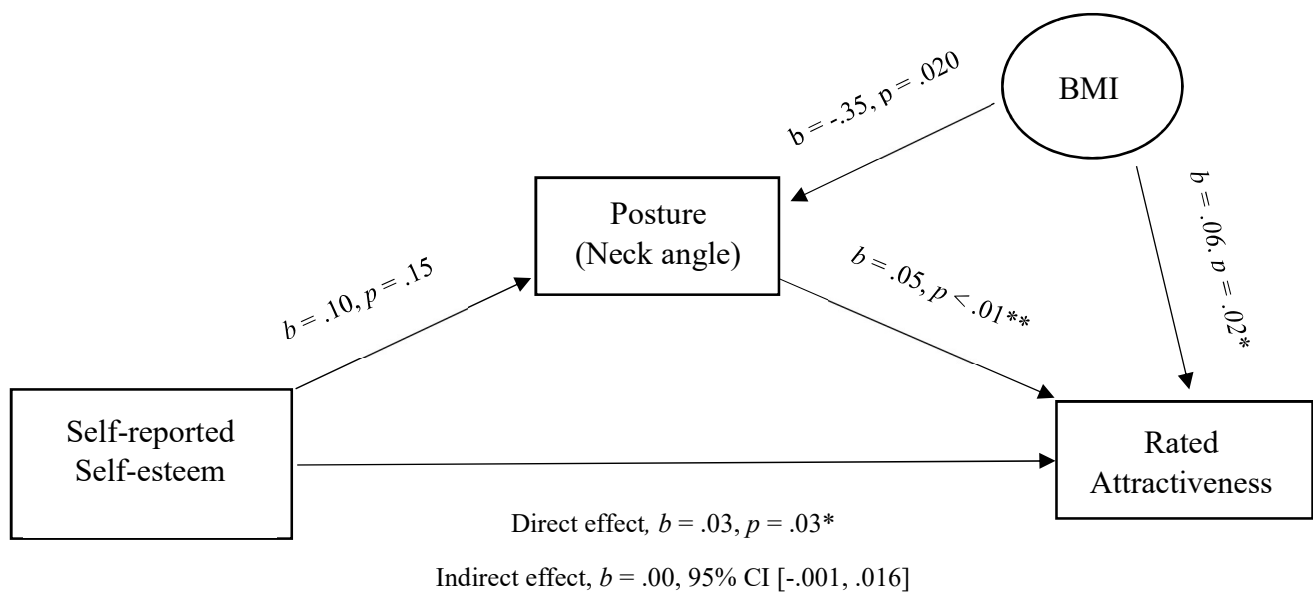 BMI
b = -.35, p = .020
Posture
(Neck angle)
b = .06. p = .02*
b = .05, p < .01**
b = .10, p = .15
Self-reported
Self-esteem
Rated
Attractiveness
Direct effect, b = .03, p = .03*
Indirect effect, b = .00, 95% CI [-.001, .016]